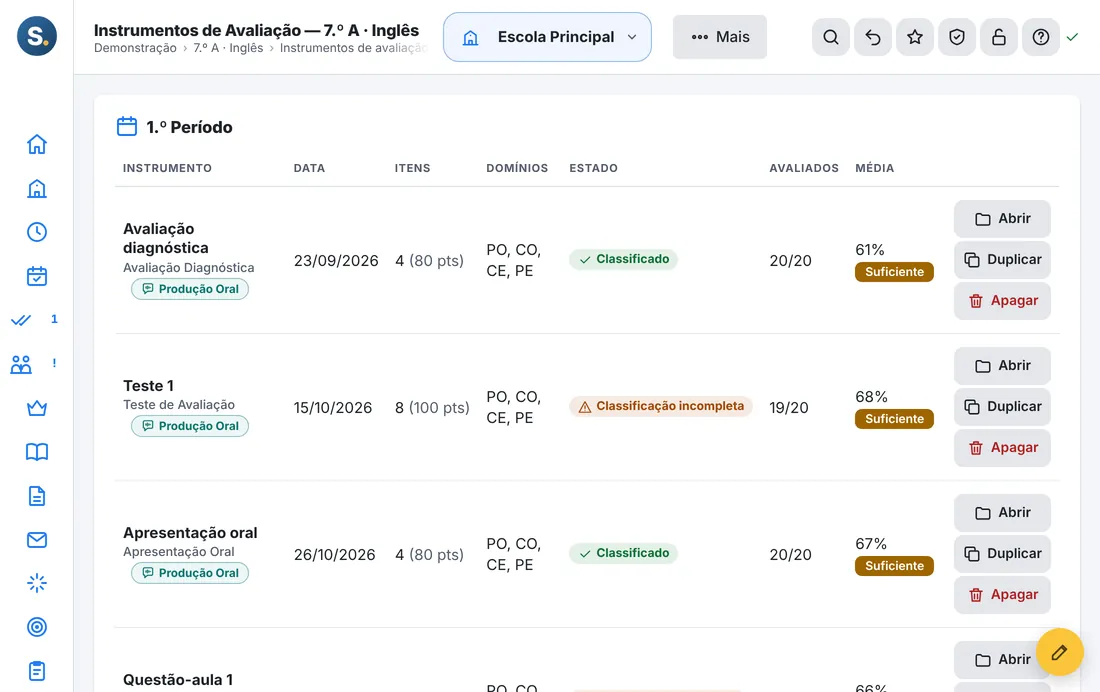 S.
Instrumentos de Avaliação — 7.º A · Inglês
Demonstração › 7.º A · Inglês › Instrumentos de avaliação
Escola Principal
••• Mais
1
!
1.º Período
INSTRUMENTO DATA ITENS DOMÍNIOS ESTADO AVALIADOS MÉDIA
Avaliação
diagnóstica
Avaliação Diagnóstica
Produção Oral
23/09/2026
4 (80 pts)
PO, CO,
CE, PE
Classificado
20/20
61%
Suficiente
Abrir
Duplicar
Apagar
Teste 1
Teste de Avaliação
Produção Oral
15/10/2026
8 (100 pts)
PO, CO,
CE, PE
Classificação incompleta
19/20
68%
Suficiente
Abrir
Duplicar
Apagar
Apresentação oral
Apresentação Oral
Produção Oral
26/10/2026
4 (80 pts)
PO, CO,
CE, PE
Classificado
20/20
67%
Suficiente
Abrir
Duplicar
Apagar
Questão-aula 1
PO, CO,
66%
Abrir